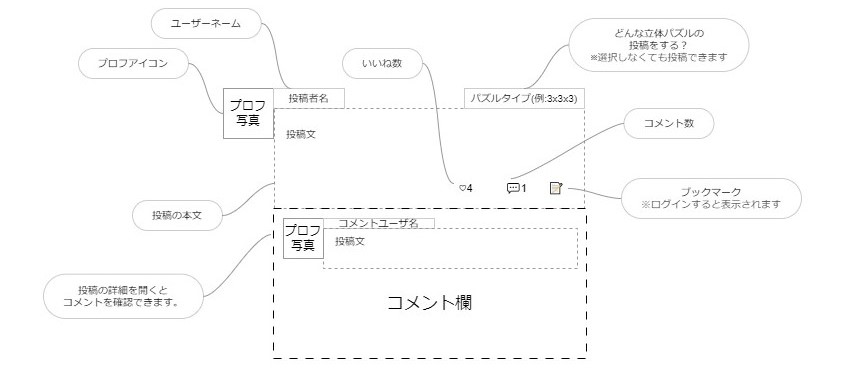 ユーザーネーム
どんな立体パズルの
投稿をする？
※選択しなくても投稿できます
プロフアイコン
いいね数
プロフ
写真
投稿者名
パズルタイプ(例:3x3x3)
コメント数
投稿文
♡4
1
ブックマーク
※ログインすると表示されます
投稿の本文
プロフ
写真
コメントユーザ名
投稿文
投稿の詳細を開くと
コメントを確認できます。
コメント欄